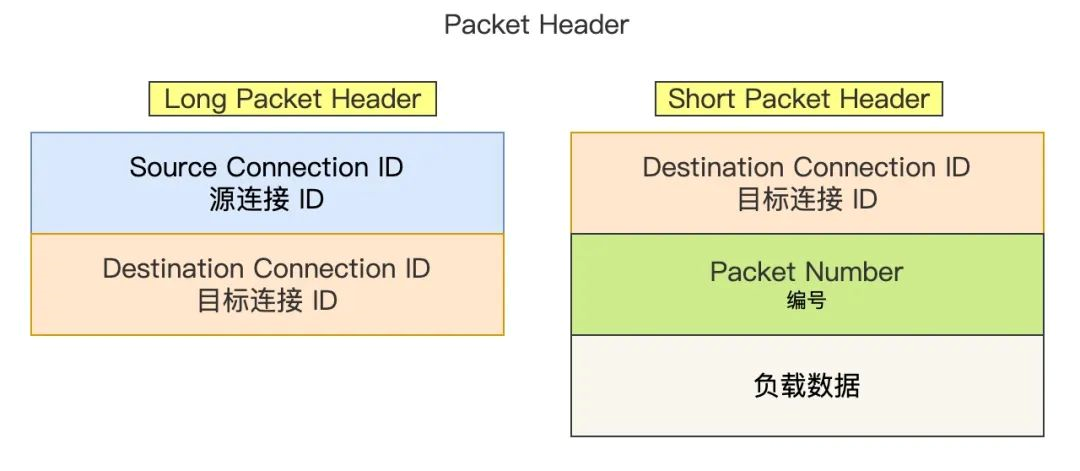 Packet Header
Long Packet Header
Source Connection ID
源连接 ID
Destination Connection ID
目标连接 ID
Short Packet Header
Destination Connection ID
目标连接 ID
Packet Number
编号
负载数据